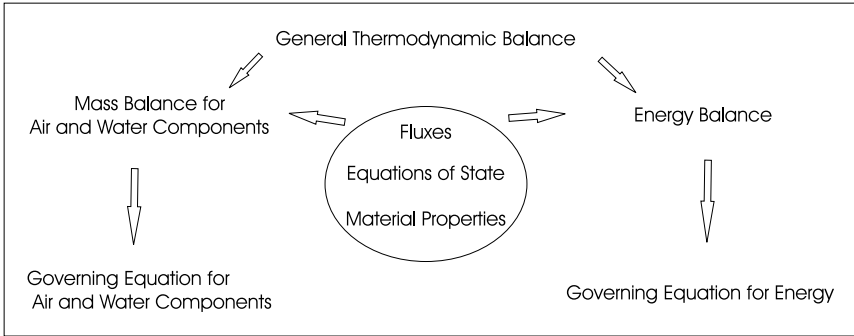 General Thermodynamic Balance
Mass Balance for
Air and Water Components
Fluxes
Equations of State
Material Properties
Energy Balance
Governing Equation for
Air and Water Components
Governing Equation for Energy